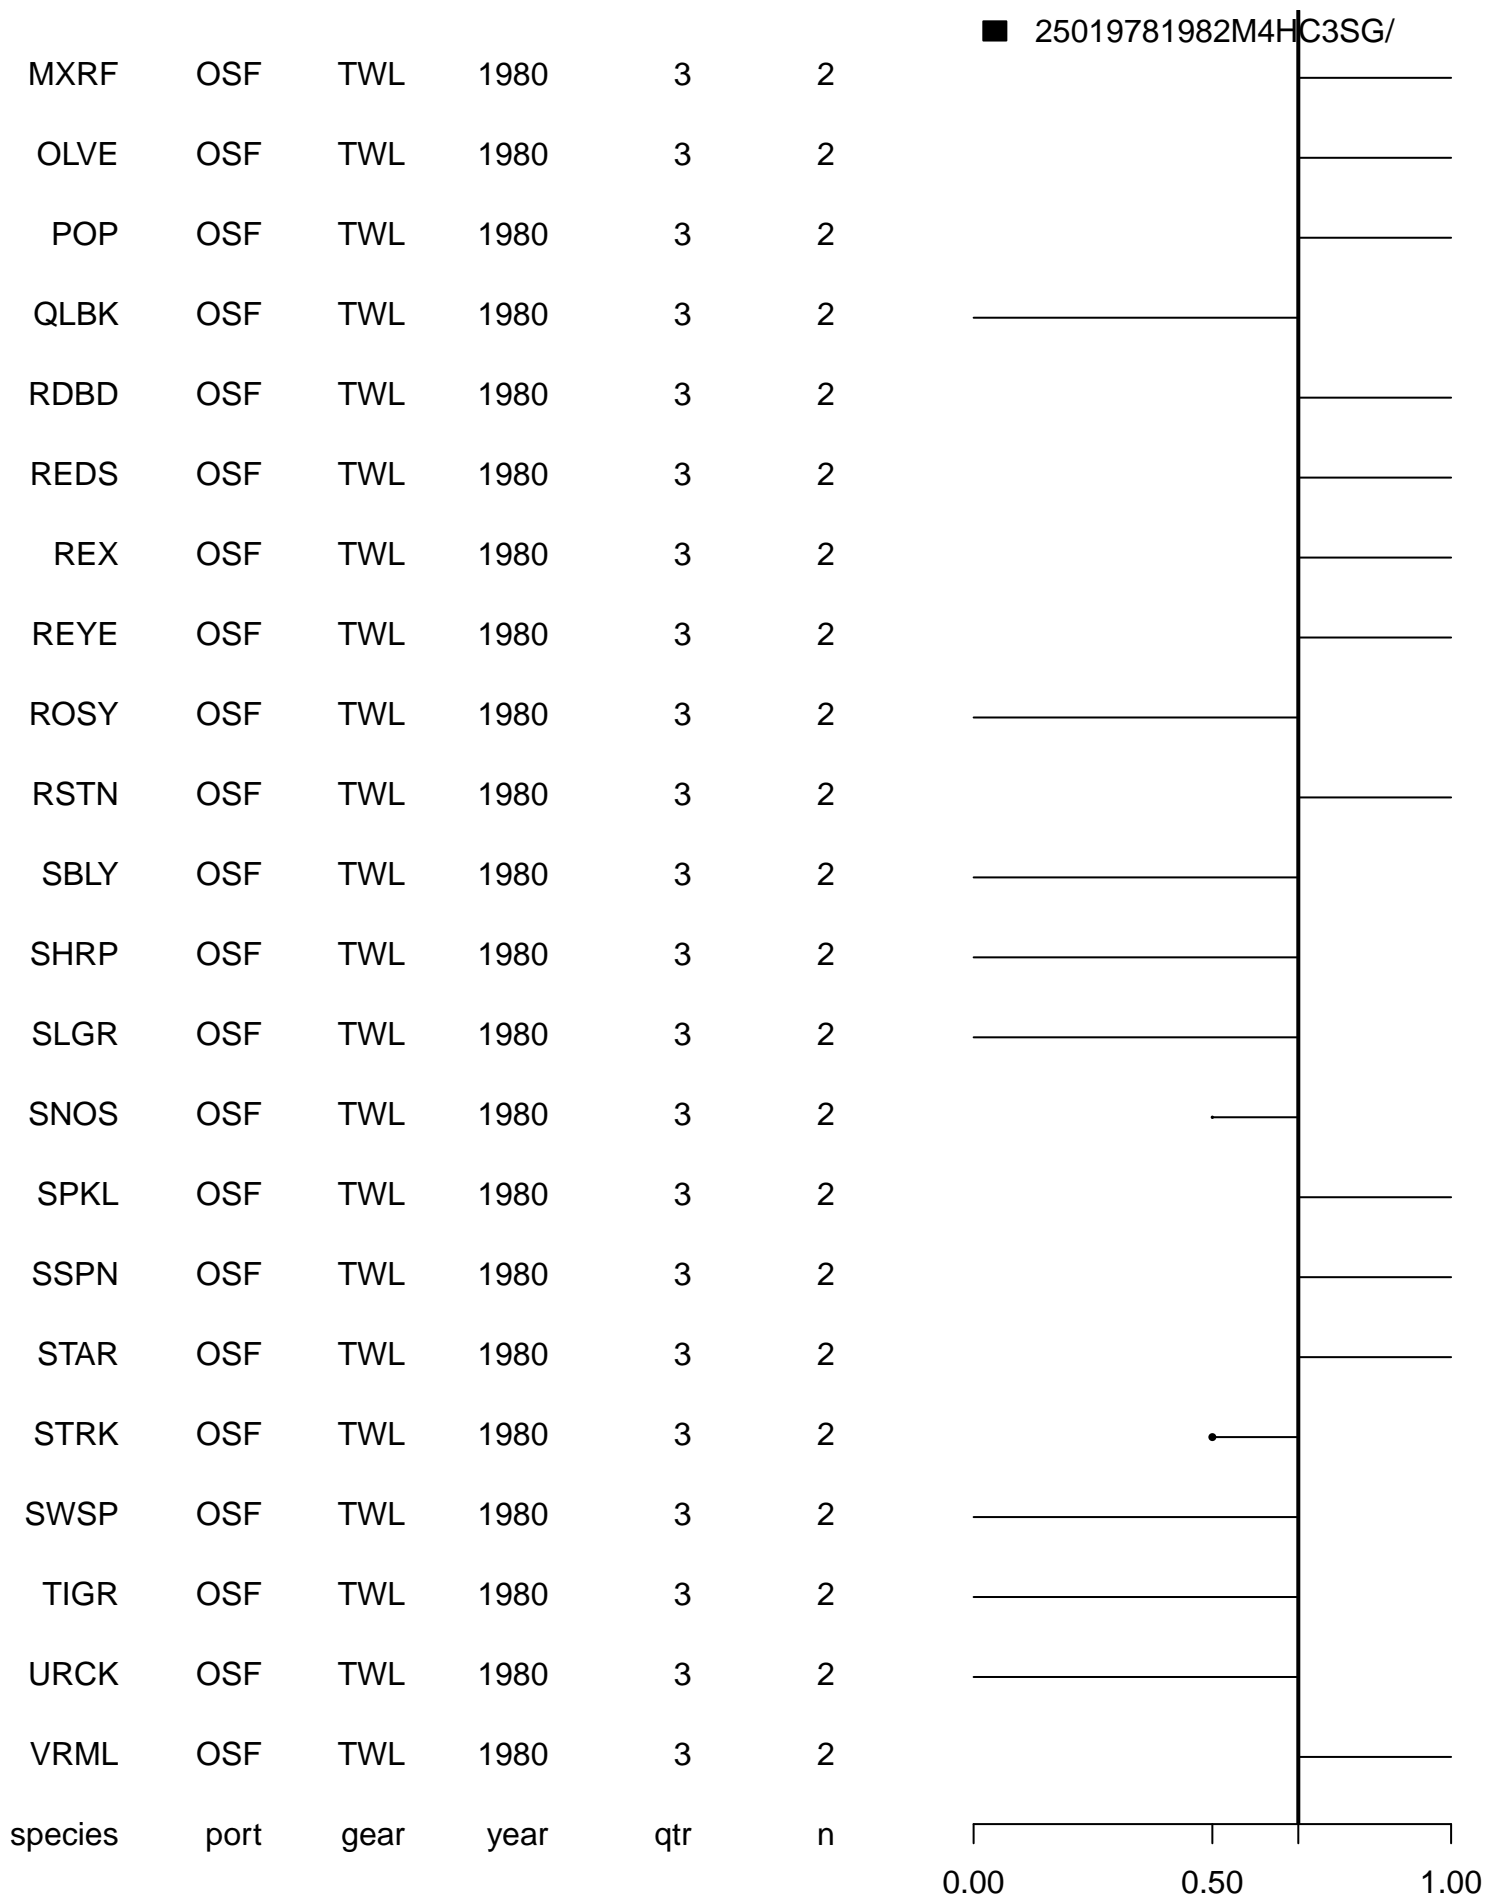 25019781982M4HC3SG/
MXRF OSF TWL 1980 3 2
OLVE OSF TWL 1980 3 2
POP OSF TWL 1980 3 2
QLBK OSF TWL 1980 3 2
RDBD OSF TWL 1980 3 2
REDS OSF TWL 1980 3 2
REX OSF TWL 1980 3 2
REYE OSF TWL 1980 3 2
ROSY OSF TWL 1980 3 2
RSTN OSF TWL 1980 3 2
SBLY OSF TWL 1980 3 2
SHRP OSF TWL 1980 3 2
SLGR OSF TWL 1980 3 2
SNOS OSF TWL 1980 3 2
SPKL OSF TWL 1980 3 2
SSPN OSF TWL 1980 3 2
STAR OSF TWL 1980 3 2
STRK OSF TWL 1980 3 2
SWSP OSF TWL 1980 3 2
TIGR OSF TWL 1980 3 2
URCK OSF TWL 1980 3 2
VRML OSF TWL 1980 3 2
species port gear year qtr n
0.00 0.50 1.00